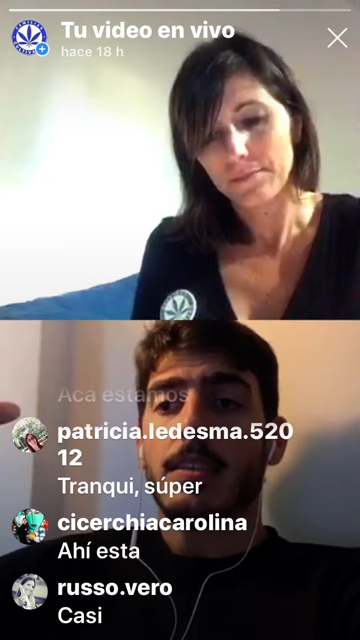 Tu video en vivo
hace 18 h
Aca estamos
patricia.ledesma.520
12
Tranqui, súper
cicerchiacarolina
Ahí esta
russo.vero
Casi